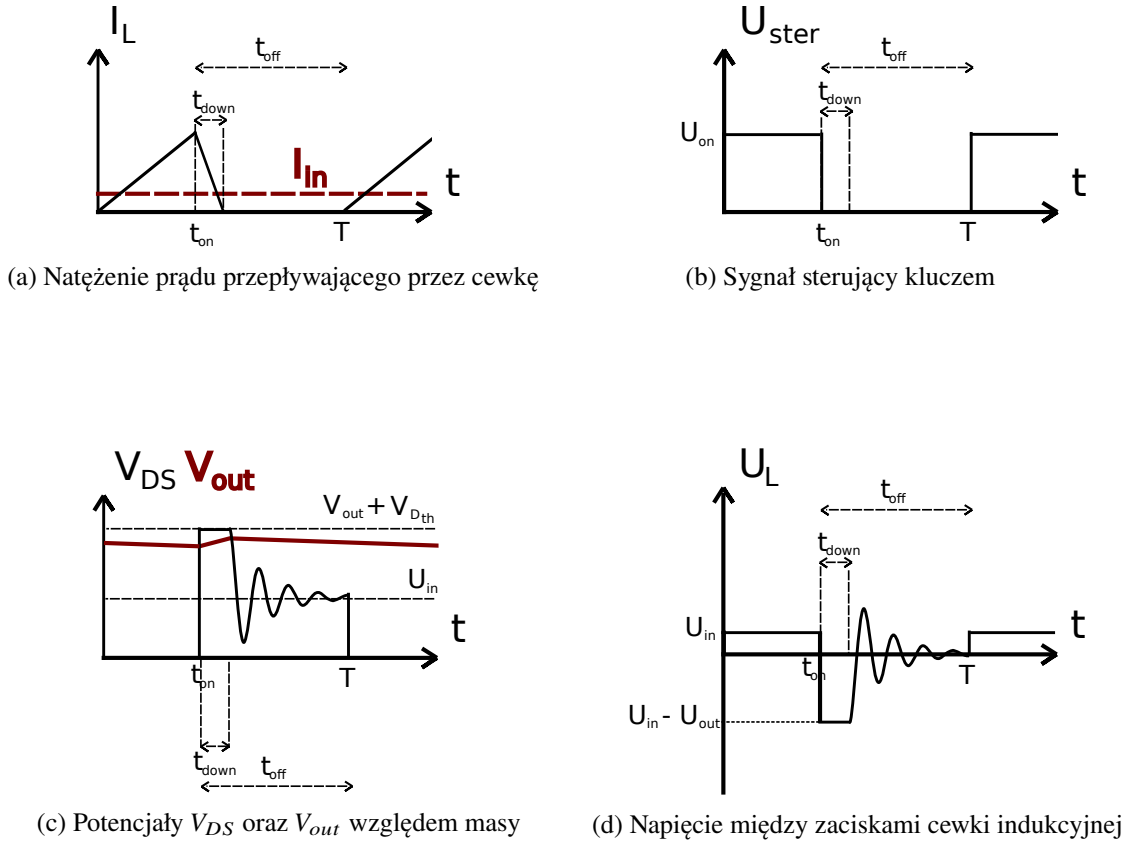 I_L
t_off
t_down
I_In
t
t_on
T
(a) Natężenie prądu przepływającego przez cewkę
U_ster
t_off
t_down
U_on
t
t_on
T
(b) Sygnał sterujący kluczem
V_DS V_out
V_out + V_D_th
U_in
t
t_on
T
t_down
t_off
(c) Potencjały V_DS oraz V_out względem masy
U_L
t_off
t_down
U_in
t
t_on
T
U_in - U_out
(d) Napięcie między zaciskami cewki indukcyjnej